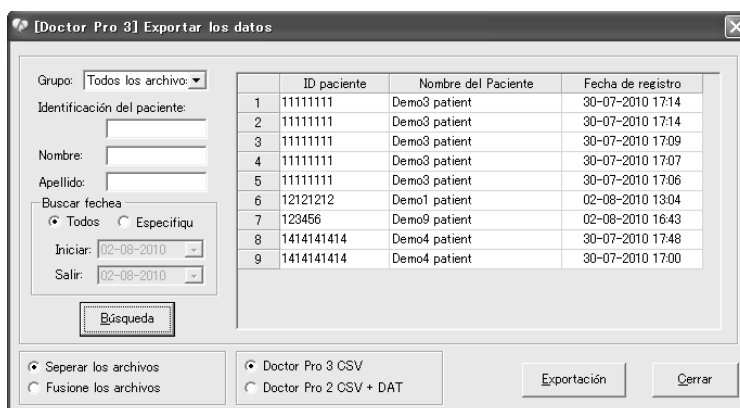 [Doctor Pro 3] Exportar los datos
Grupo: Todos los archivo:
Identificación del paciente:
Nombre:
Apellido:
Buscar fechea
Todos Especifiqu
Iniciar: 02-08-2010
Salir: 02-08-2010
Búsqueda
ID paciente Nombre del Paciente Fecha de registro
1 11111111 Demo3 patient 30-07-2010 17:14
2 11111111 Demo3 patient 30-07-2010 17:14
3 11111111 Demo3 patient 30-07-2010 17:09
4 11111111 Demo3 patient 30-07-2010 17:07
5 11111111 Demo3 patient 30-07-2010 17:06
6 12121212 Demo1 patient 02-08-2010 13:04
7 123456 Demo9 patient 02-08-2010 16:43
8 1414141414 Demo4 patient 30-07-2010 17:48
9 1414141414 Demo4 patient 30-07-2010 17:00
Seperar los archivos
Fusione los archivos
Doctor Pro 3 CSV
Doctor Pro 2 CSV + DAT
Exportación
Cerrar